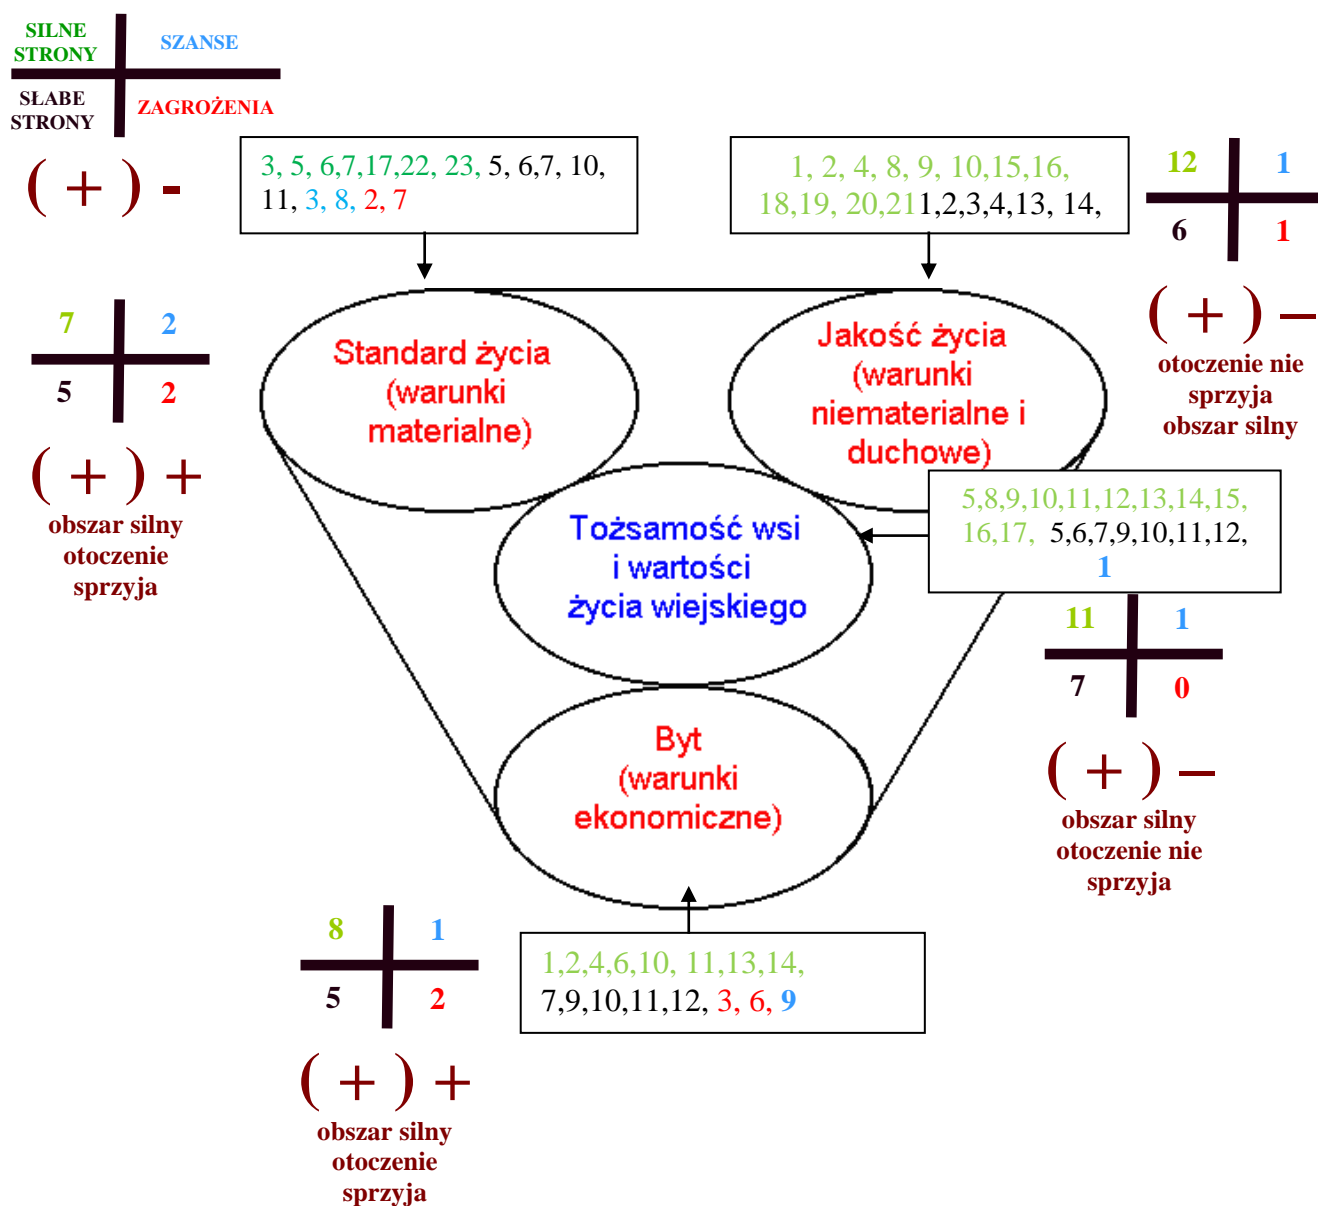 SILNE
STRONY
SZANSE
SŁABE
STRONY
ZAGROŻENIA
( + ) -
3, 5, 6,7,17,22, 23, 5, 6,7, 10,
11, 3, 8, 2, 7
1, 2, 4, 8, 9, 10,15,16,
18,19, 20,211,2,3,4,13, 14,
12
1
6
1
( + ) –
otoczenie nie
sprzyja
obszar silny
7
2
5
2
( + ) +
obszar silny
otoczenie
sprzyja
Standard życia
(warunki
materialne)
Jakość życia
(warunki
niematerialne i
duchowe)
Tożsamość wsi
i wartości
życia wiejskiego
5,8,9,10,11,12,13,14,15,
16,17, 5,6,7,9,10,11,12,
1
11
1
7
0
( + ) –
obszar silny
otoczenie nie
sprzyja
Byt
(warunki
ekonomiczne)
8
1
5
2
( + ) +
obszar silny
otoczenie
sprzyja
1,2,4,6,10, 11,13,14,
7,9,10,11,12, 3, 6, 9